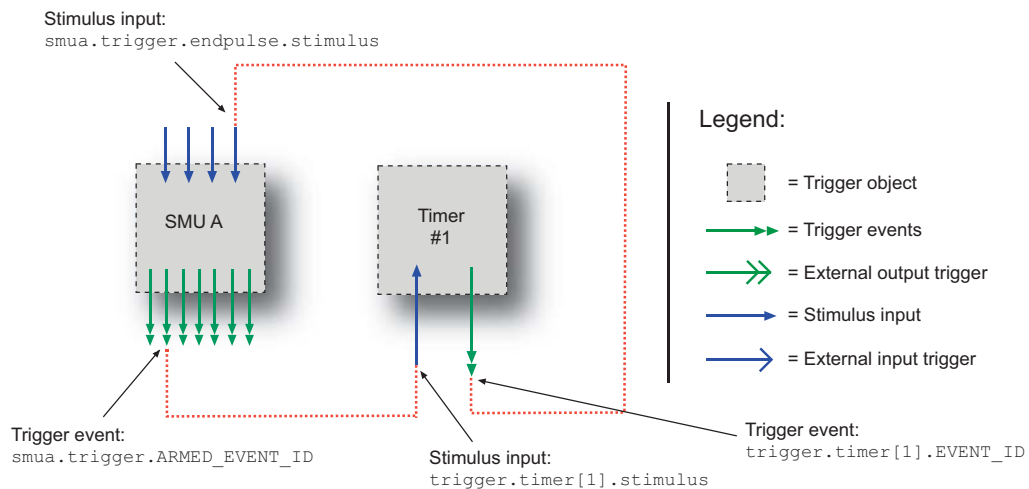 Stimulus input:
smua.trigger.endpulse.stimulus
Legend:
SMU A
Timer
#1
= Trigger object
= Trigger events
= External output trigger
= Stimulus input
= External input trigger
Trigger event:
smua.trigger.ARMED_EVENT_ID
Stimulus input:
trigger.timer[1].stimulus
Trigger event:
trigger.timer[1].EVENT_ID